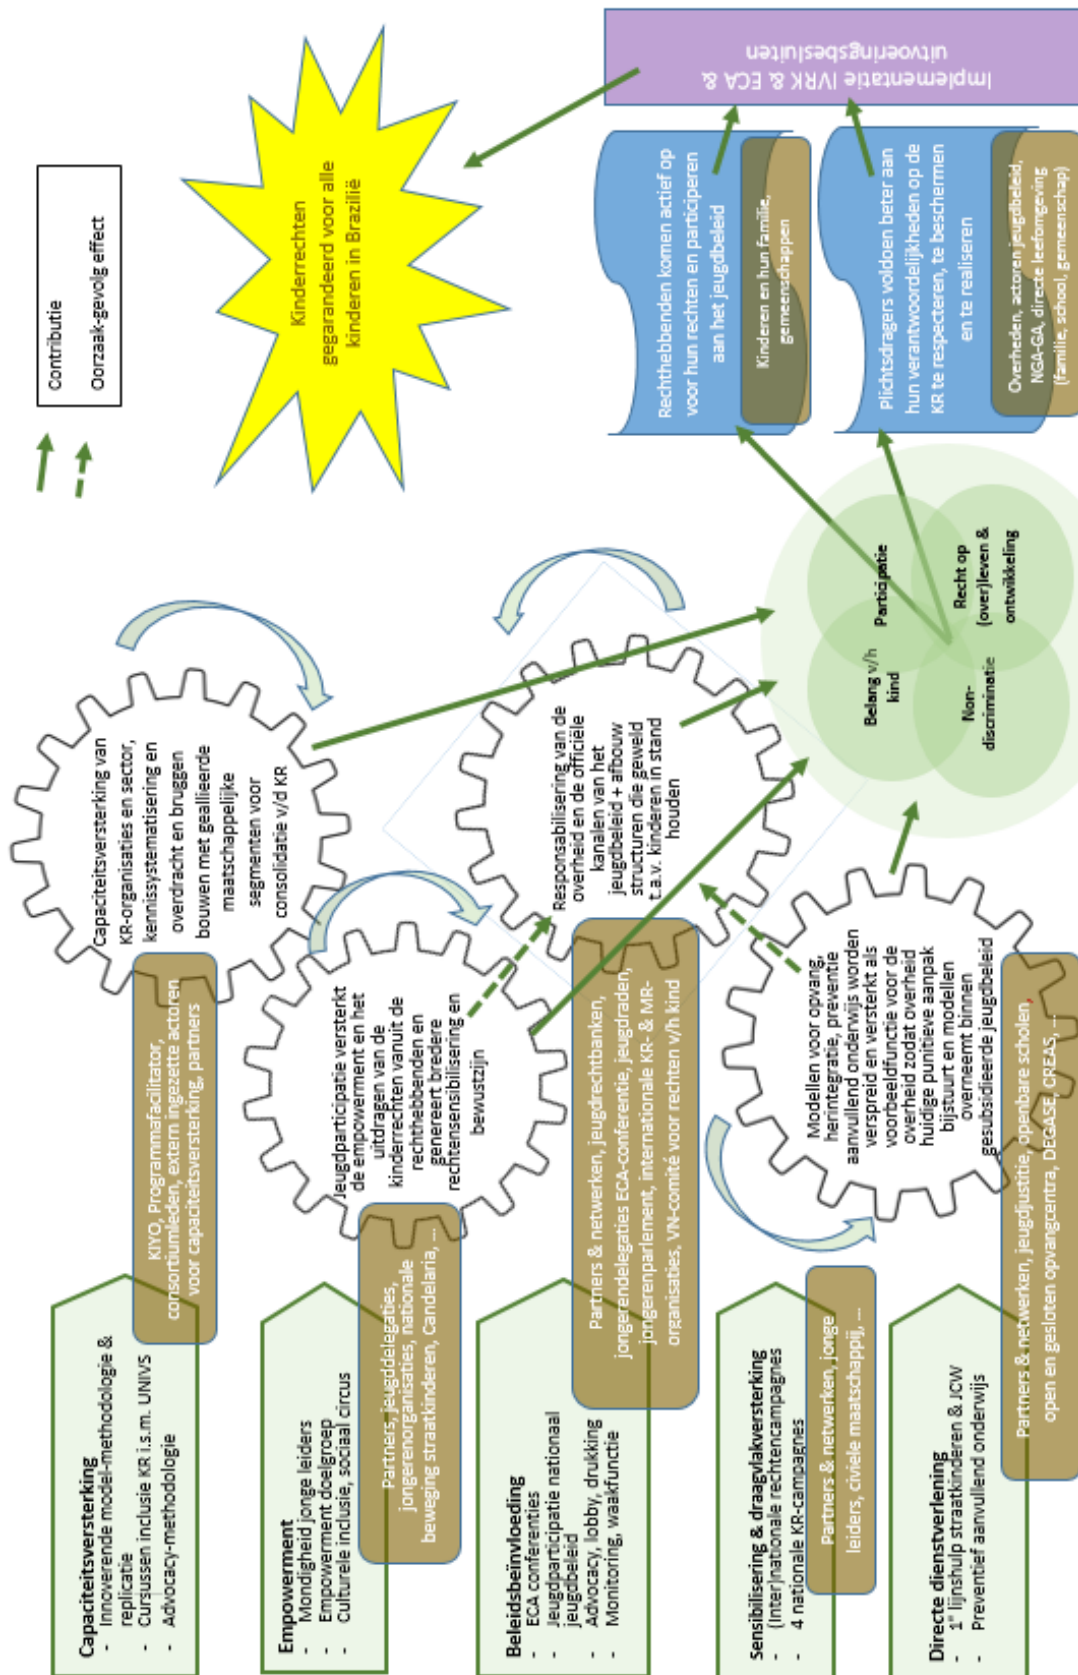 Capaciteitsversterking
- Innoverende model-methodologie &
replicatie
- Cursussen inclusie KR i.s.m. UNIVS
- Advocacy-methodologie
KIYO, Programmafacilitator,
consortiumleden, extern ingezette actoren
voor capaciteitsversterking, partners
Capaciteitsversterking van
KR-organisaties en sector,
kennissystematisering en
overdracht en bruggen
bouwen met geallieerde
maatschappelijke
segmenten voor
consolidatie v/d KR
Contributie
Oorzaak-gevolg effect
Empowerment
- Mondigheid jonge leiders
- Empowerment doelgroep
- Culturele inclusie, sociaal circus
Partners, jeugddelegaties,
jongerenorganisaties, nationale
beweging straatkinderen, Candelaria, ...
Jeugdparticipatie versterkt
de empowerment en het
uitdragen van de
kinderrechten vanuit de
rechthebbenden en
genereert bredere
rechtensensibilisering en
bewustzijn
Kinderrechten
gegarandeerd voor alle
kinderen in Brazilië
Beleidsbeïnvloeding
- ECA conferenties
- Jeugdparticipatie nationaal
jeugdbeleid
- Advocacy, lobby, drukking
- Monitoring, waakfunctie
Partners & netwerken, jeugdrechtbanken,
jongerendelegaties ECA-conferentie, jeugdraden,
jongerenparlement, internationale KR- & MR-
organisaties, VN-comité voor rechten v/h kind
Responsabilisering van de
overheid en de officiële
kanalen van het
jeugdbeleid + afbouw
structuren die geweld
t.a.v. kinderen in stand
houden
Rechthebbenden komen actief op
voor hun rechten en participeren
aan het jeugdbeleid
Kinderen en hun familie,
gemeenschappen
Implementatie IVRK & ECA &
uitvoeringsbesluiten
Sensibilisering & draagvlakversterking
- (Inter)nationale rechtencampagnes
- 4 nationale KR-campagnes
Partners & netwerken, jonge
leiders, civiele maatschappij, ...
Belang v/h
kind
Participatie
Non-
discriminatie
Recht op
(over)leven &
ontwikkeling
Plichtsdragers voldoen beter aan
hun verantwoordelijkheden op de
KR te respecteren, te beschermen
en te realiseren
Overheden, actoren jeugdbeleid,
NGA-GA, directe leefomgeving
(familie, school, gemeenschap)
Directe dienstverlening
- 1° lijnshulp straatkinderen & JCW
- Preventief aanvullend onderwijs
Partners & netwerken, jeugdjustitie, openbare scholen,
open en gesloten opvangcentra, DEGASE, CREAS, ...
Modellen voor opvang,
herintegratie, preventie
aanvullend onderwijs worden
verspreid en versterkt als
voorbeeldfunctie voor de
overheid zodat overheid
huidige punitieve aanpak
bijstuurt en modellen
overneemt binnen
gesubsidieerde jeugdbeleid